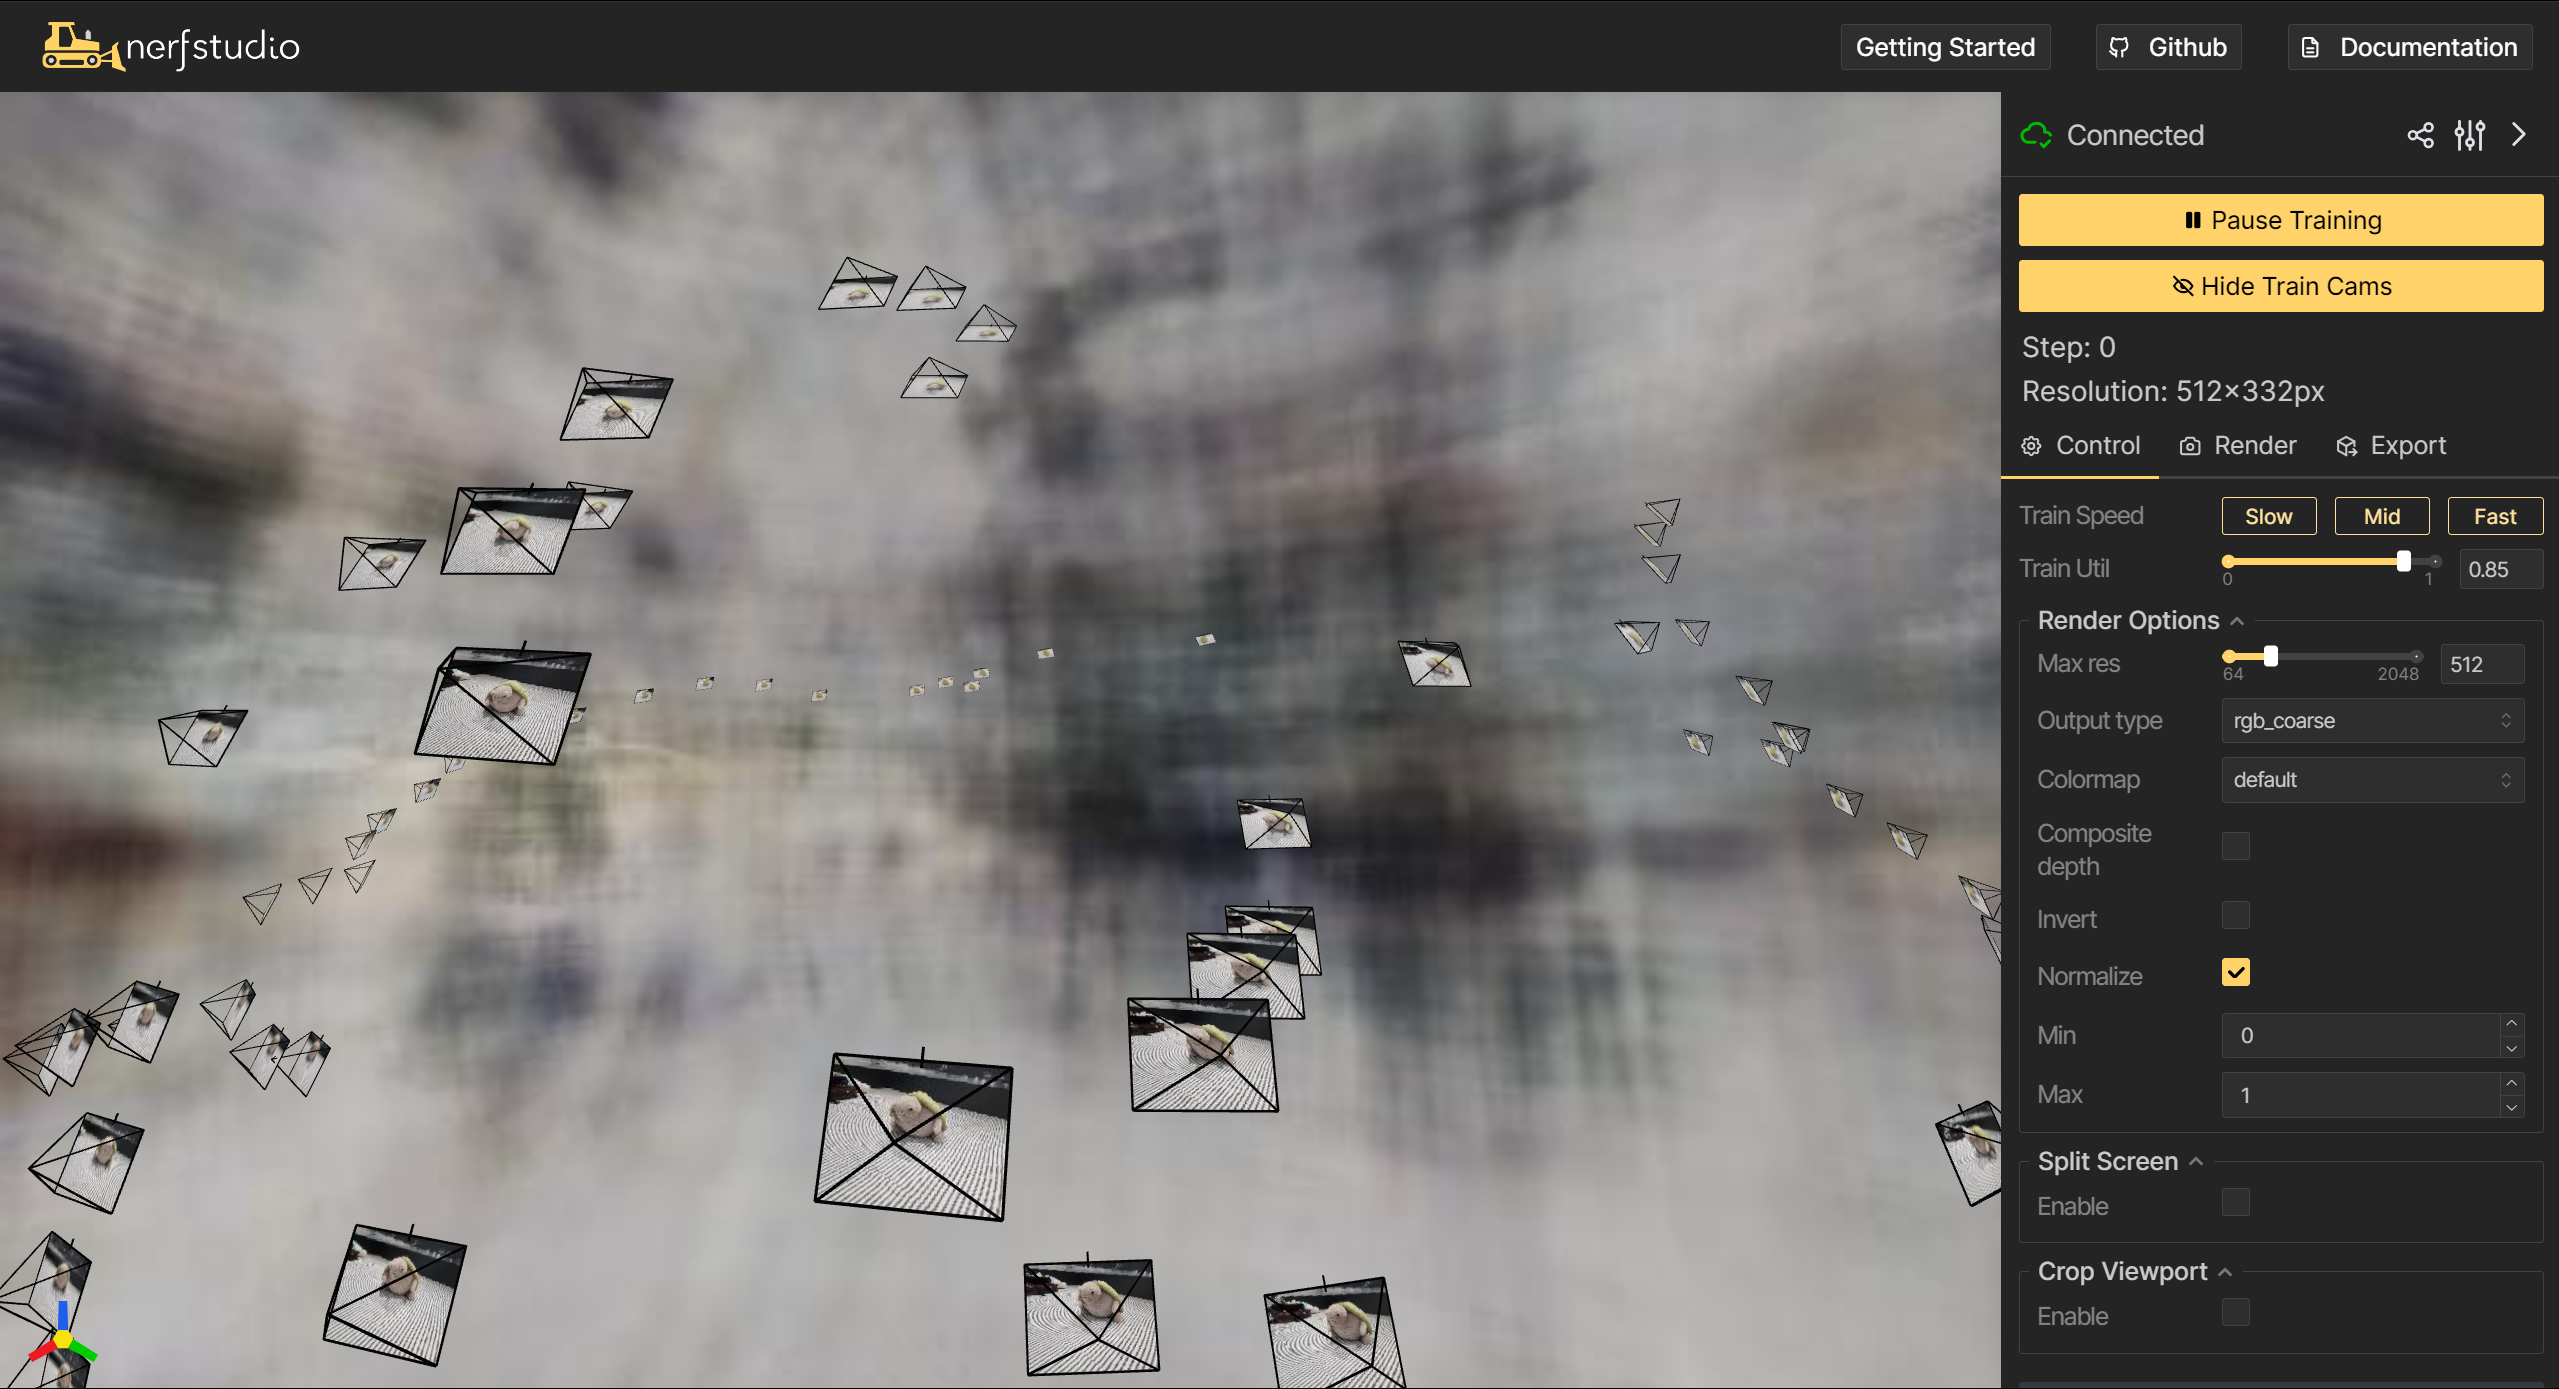 nerfstudio
Getting Started
Github
Documentation
Connected
Pause Training
Hide Train Cams
Step: 0
Resolution: 512×332px
Control
Render
Export
Train Speed
Slow
Mid
Fast
Train Util
0
1
0.85
Render Options
Max res
64
2048
512
Output type
rgb_coarse
Colormap
default
Composite
depth
Invert
Normalize
Min
0
Max
1
Split Screen
Enable
Crop Viewport
Enable